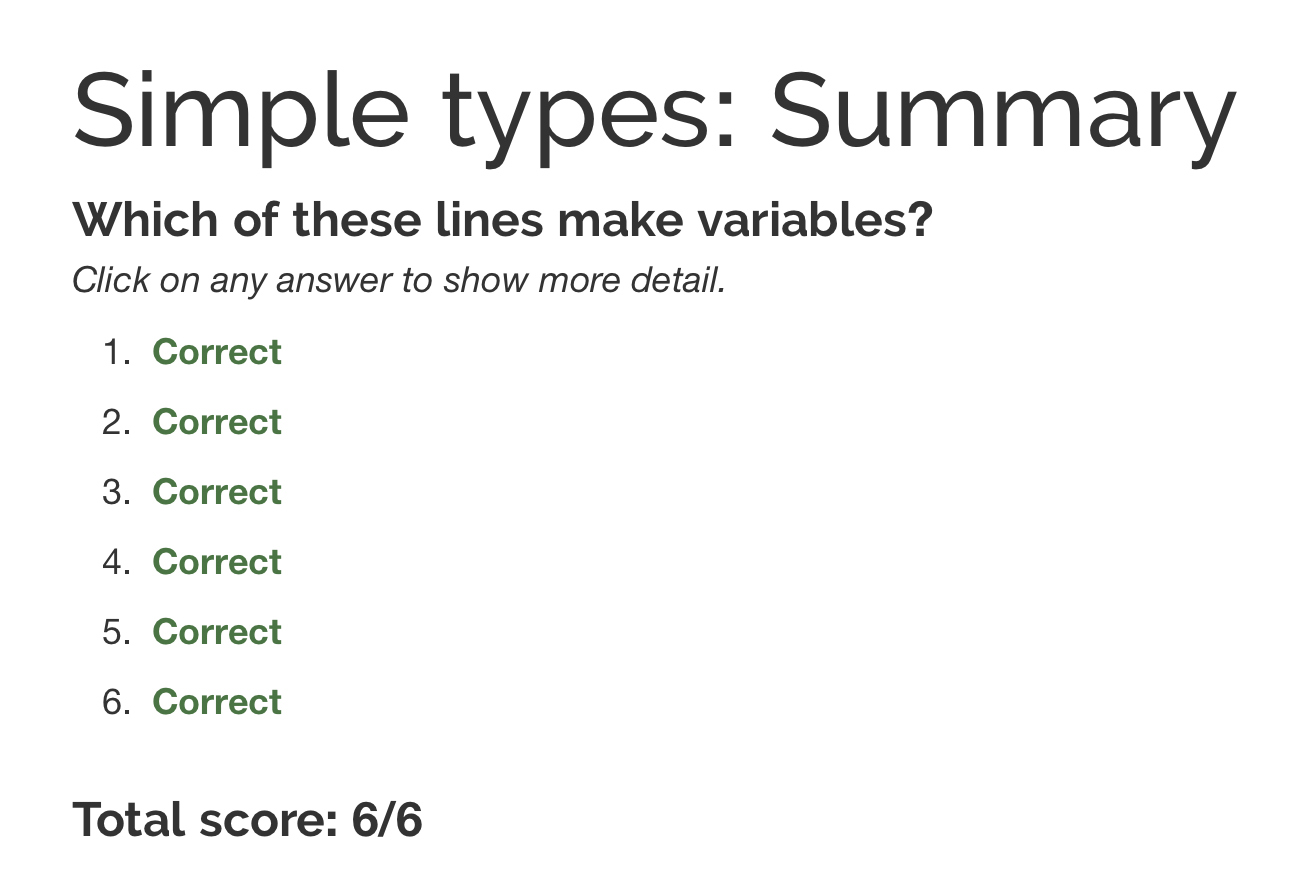 Simple types: Summary
Which of these lines make variables?
Click on any answer to show more detail.
1. Correct
2. Correct
3. Correct
4. Correct
5. Correct
6. Correct
Total score: 6/6